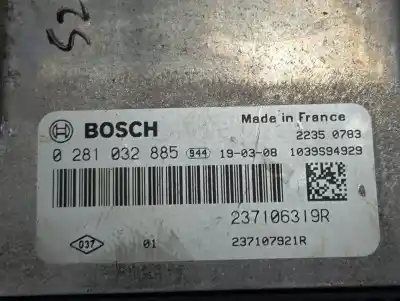 52
BOSCH
Made in France
2235 0783
0 281 032 885 944 19-03-08 1039S94929
237106319R
037 01 237107921R